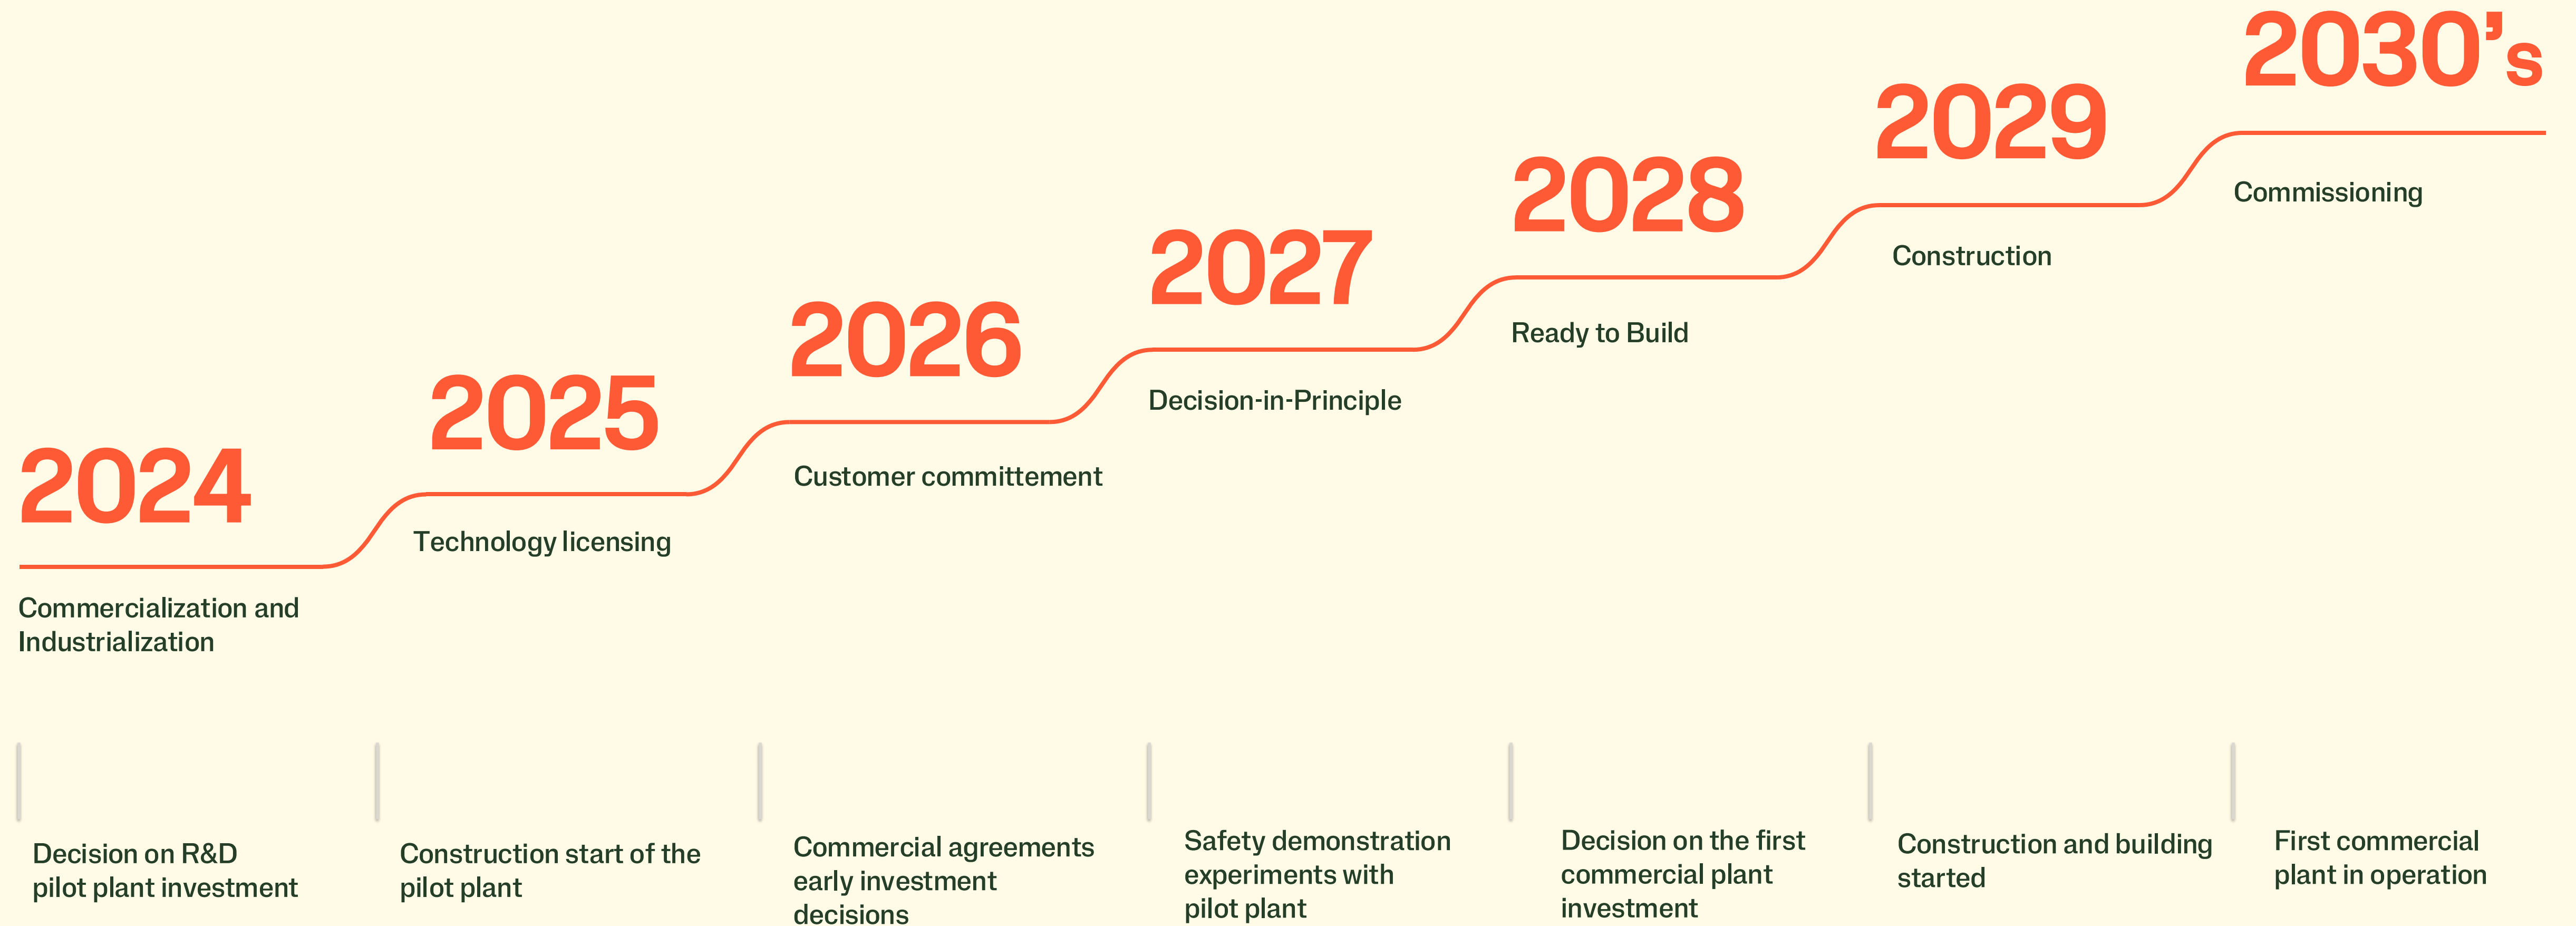 2024
Commercialization and
Industrialization
2025
Technology licensing
2026
Customer committement
2027
Decision-in-Principle
2028
Ready to Build
2029
Construction
2030’s
Commissioning
Decision on R&D
pilot plant investment
Construction start of the
pilot plant
Commercial agreements
early investment
decisions
Safety demonstration
experiments with
pilot plant
Decision on the first
commercial plant
investment
Construction and building
started
First commercial
plant in operation